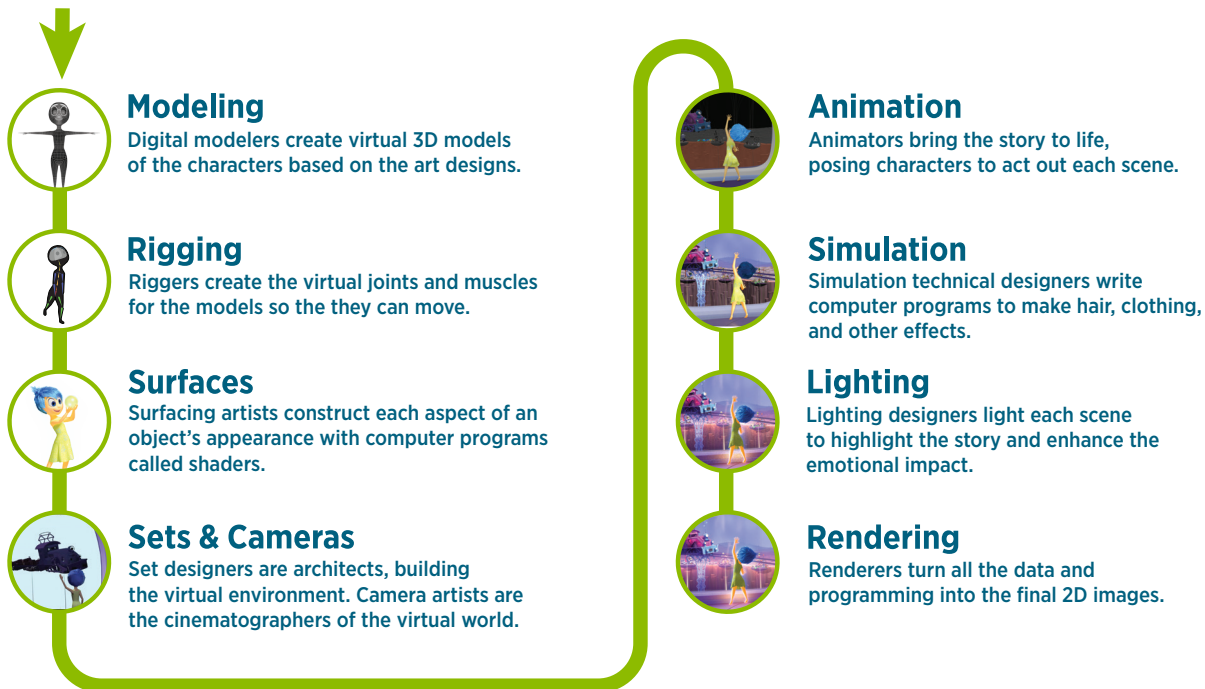 Modeling
Digital modelers create virtual 3D models
of the characters based on the art designs.
Rigging
Riggers create the virtual joints and muscles
for the models so the they can move.
Surfaces
Surfacing artists construct each aspect of an
object’s appearance with computer programs
called shaders.
Sets & Cameras
Set designers are architects, building
the virtual environment. Camera artists are
the cinematographers of the virtual world.
Animation
Animators bring the story to life,
posing characters to act out each scene.
Simulation
Simulation technical designers write
computer programs to make hair, clothing,
and other effects.
Lighting
Lighting designers light each scene
to highlight the story and enhance the
emotional impact.
Rendering
Renderers turn all the data and
programming into the final 2D images.